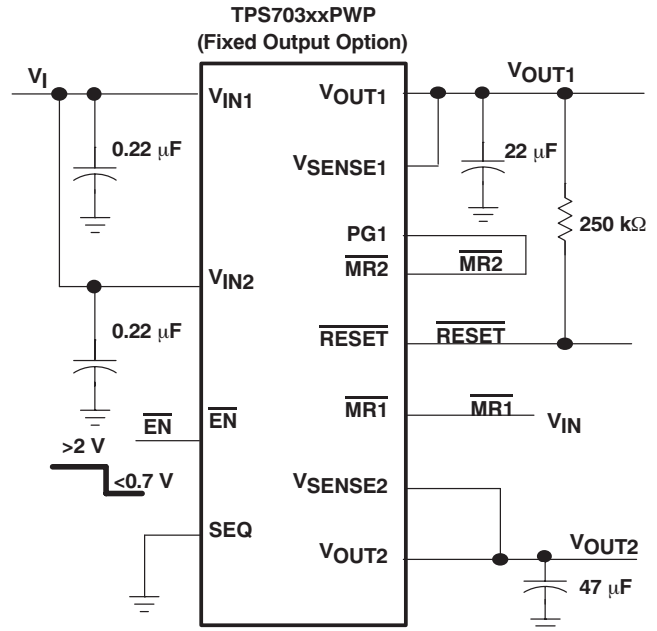 TPS703xxPWP
(Fixed Output Option)
VI
VIN1
VOUT1
VOUT1
0.22 μF
VSENSE1
22 μF
PG1
250 kΩ
MR2
MR2
VIN2
0.22 μF
RESET
RESET
EN
EN
MR1
MR1
VIN
>2 V
<0.7 V
VSENSE2
SEQ
VOUT2
VOUT2
47 μF